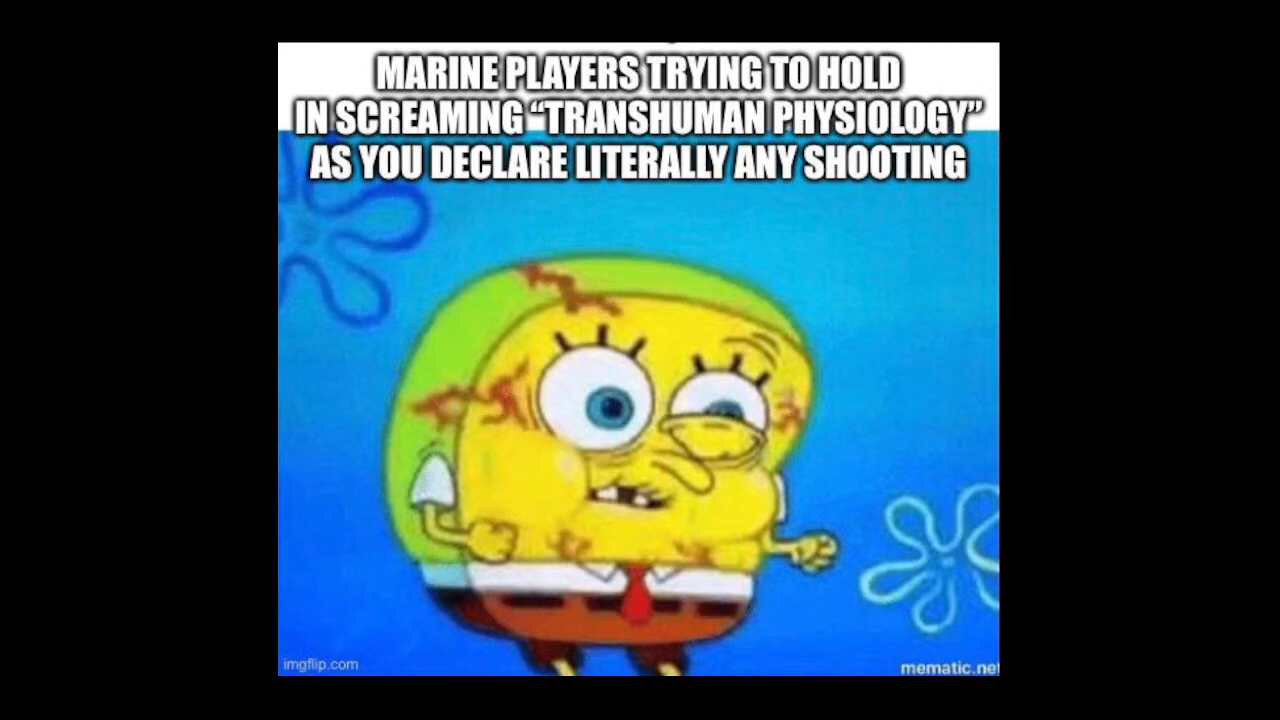 MARINE PLAYERS TRYING TO HOLD
IN SCREAMING “TRANSHUMAN PHYSIOLOGY”
AS YOU DECLARE LITERALLY ANY SHOOTING
imgflip.com
mematic.net